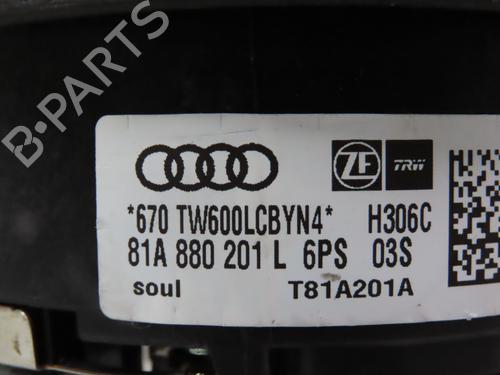 B-PARTS
ZF
TRW
*670 TW600LCBYN4* H306C
81A 880 201 L 6PS 03S
soul T81A201A